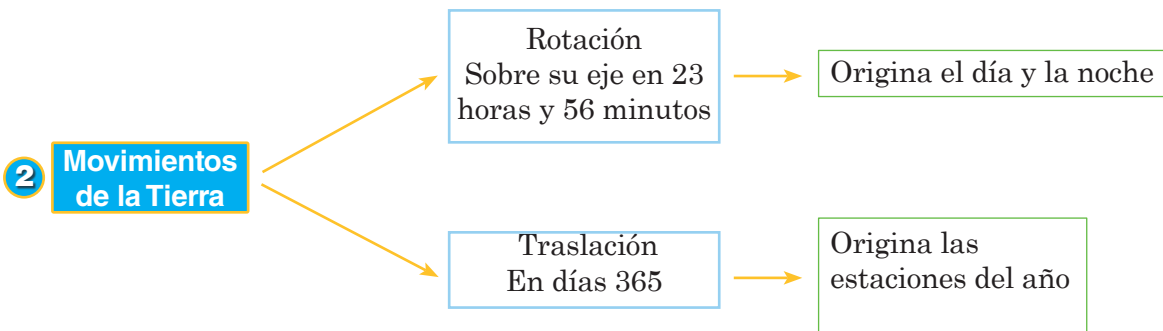 2
Movimientos
de la Tierra
Rotación
Sobre su eje en 23
horas y 56 minutos
Origina el día y la noche
Traslación
En días 365
Origina las
estaciones del año